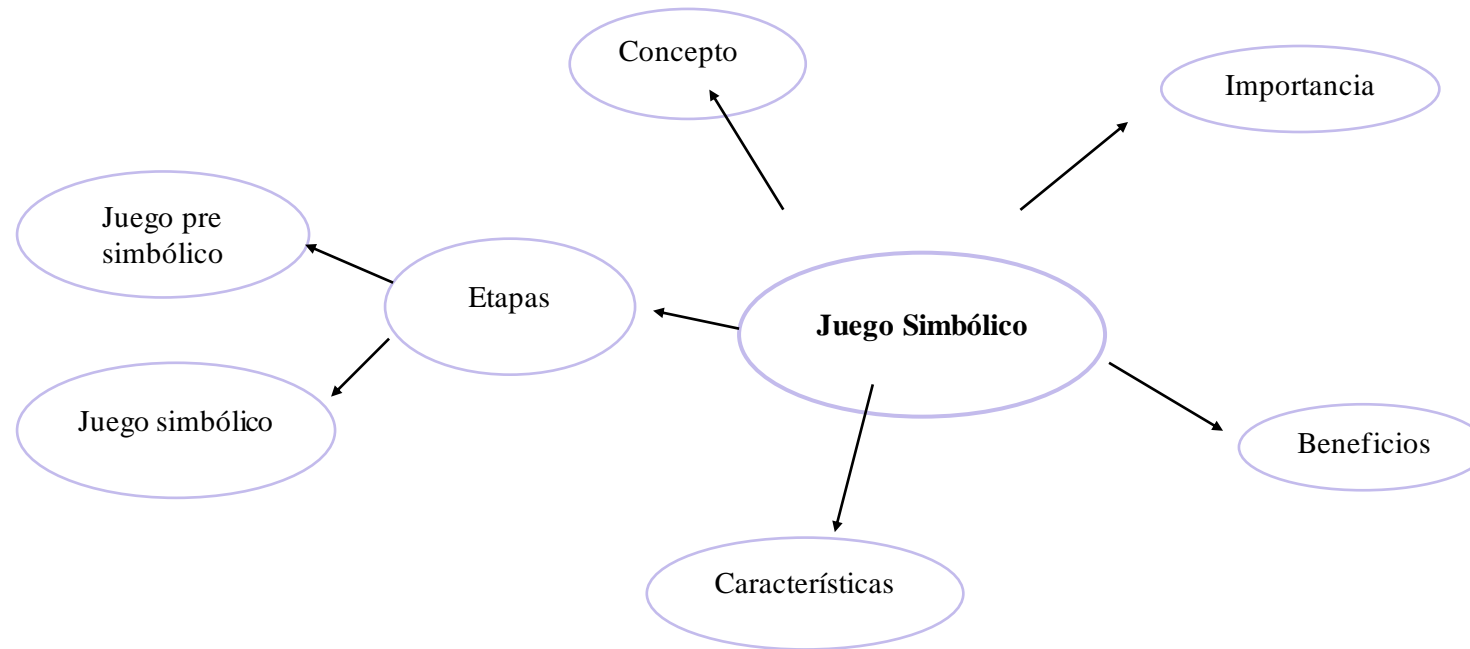 Concepto
Importancia
Juego pre
simbólico
Etapas
Juego Simbólico
Juego simbólico
Beneficios
Características